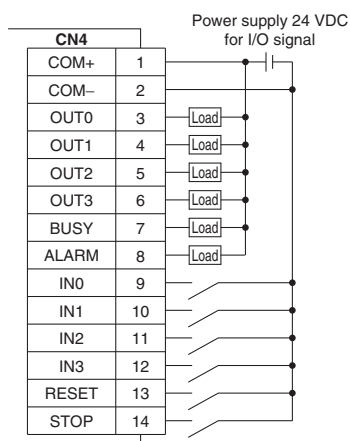 Power supply 24 VDC
for I/O signal
CN4
COM+ 1
COM− 2
OUT0 3 Load
OUT1 4 Load
OUT2 5 Load
OUT3 6 Load
BUSY 7 Load
ALARM 8 Load
IN0 9
IN1 10
IN2 11
IN3 12
RESET 13
STOP 14